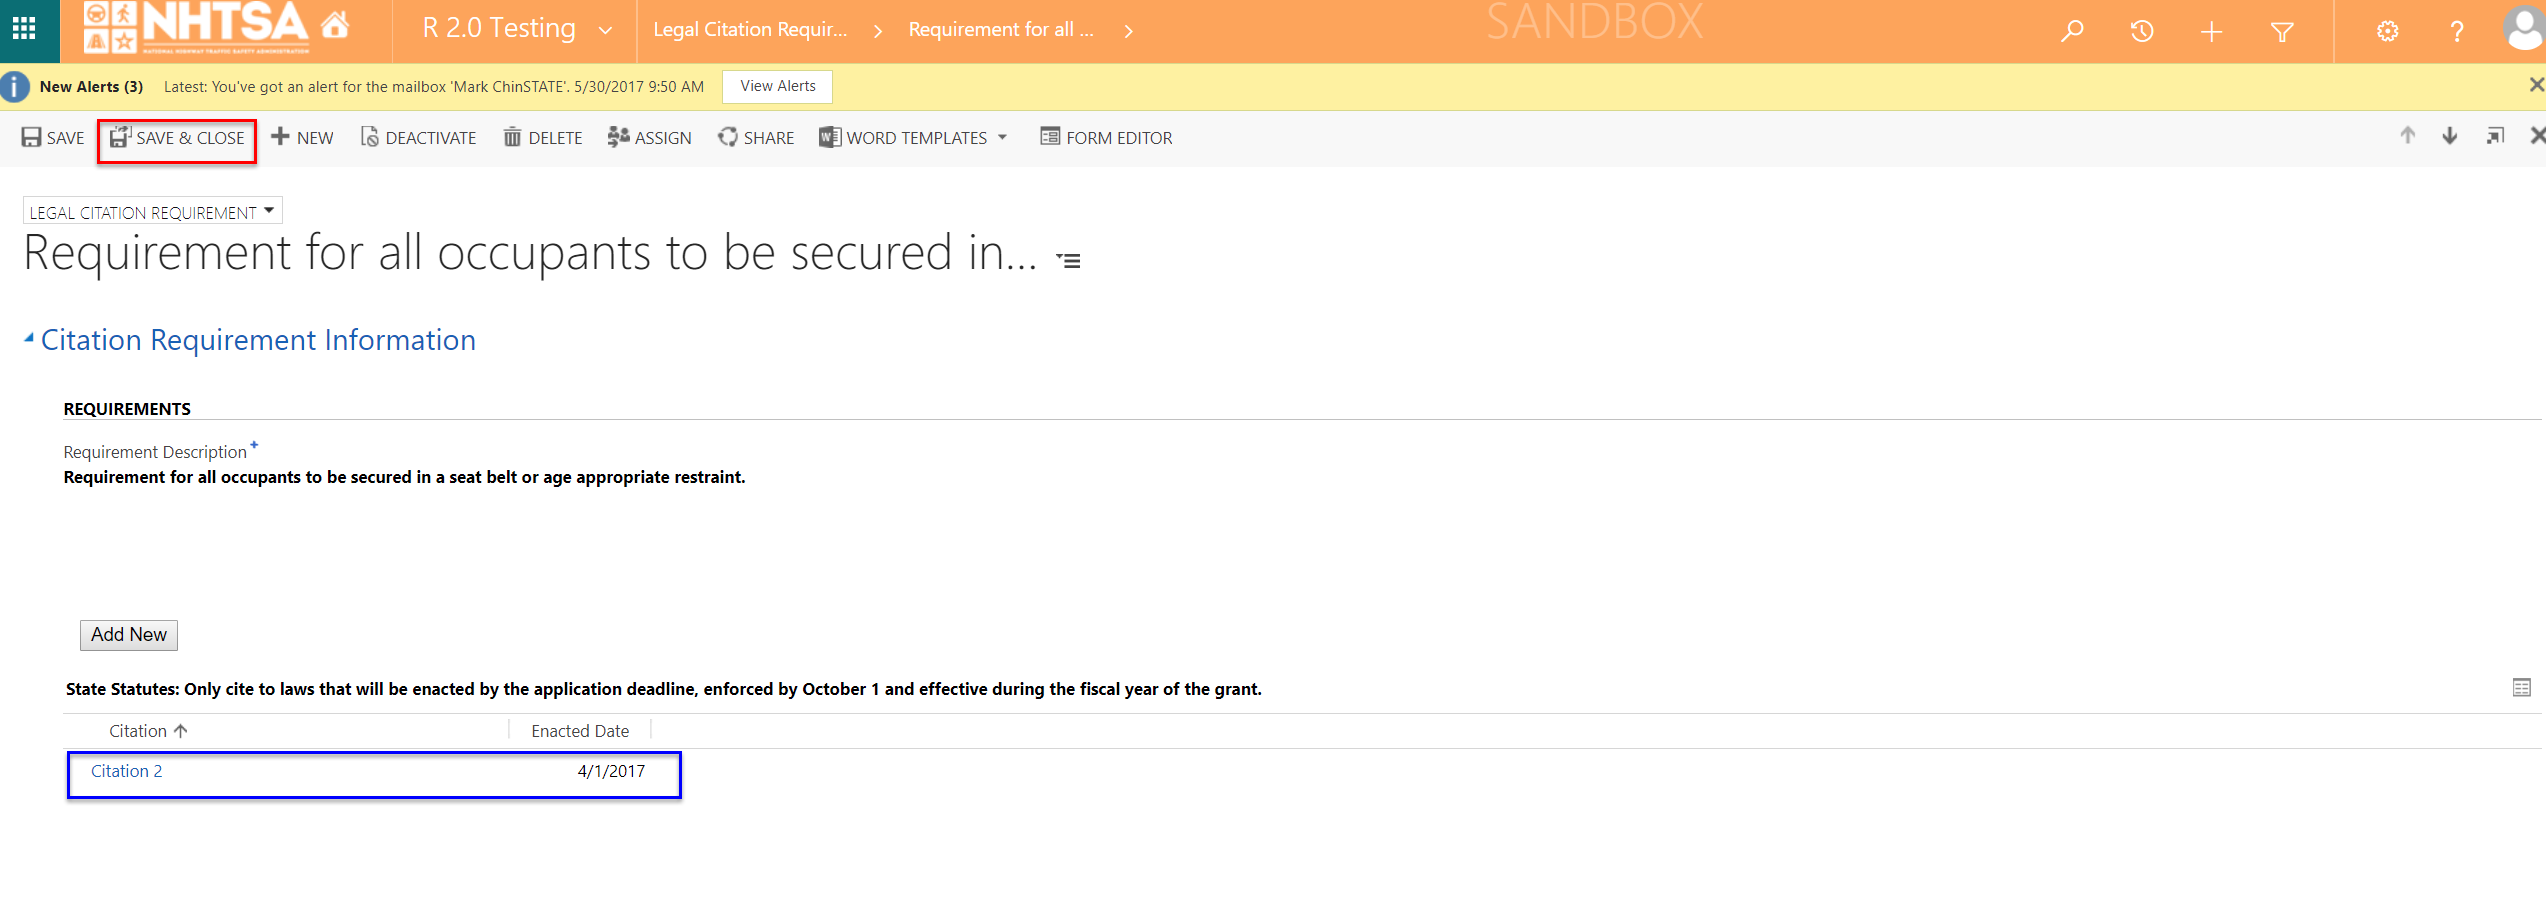 NHTSA
NATIONAL HIGHWAY TRAFFIC SAFETY ADMINISTRATION
R 2.0 Testing
Legal Citation Requir...
Requirement for all ...
SANDBOX
New Alerts (3) Latest: You've got an alert for the mailbox 'Mark ChinSTATE'. 5/30/2017 9:50 AM View Alerts
SAVE SAVE & CLOSE NEW DEACTIVATE DELETE ASSIGN SHARE WORD TEMPLATES FORM EDITOR
LEGAL CITATION REQUIREMENT
Requirement for all occupants to be secured in...
Citation Requirement Information
REQUIREMENTS
Requirement Description+
Requirement for all occupants to be secured in a seat belt or age appropriate restraint.
Add New
State Statutes: Only cite to laws that will be enacted by the application deadline, enforced by October 1 and effective during the fiscal year of the grant.
Citation Enacted Date
Citation 2 4/1/2017